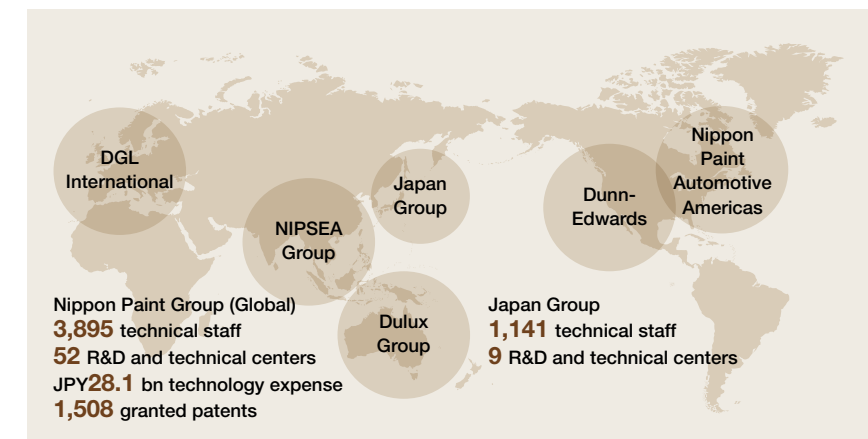 DGL
International
NIPSEA
Group
Japan
Group
Dulux
Group
Dunn-
Edwards
Nippon
Paint
Automotive
Americas
Nippon Paint Group (Global)
3,895 technical staff
52 R&D and technical centers
JPY28.1 bn technology expense
1,508 granted patents
Japan Group
1,141 technical staff
9 R&D and technical centers